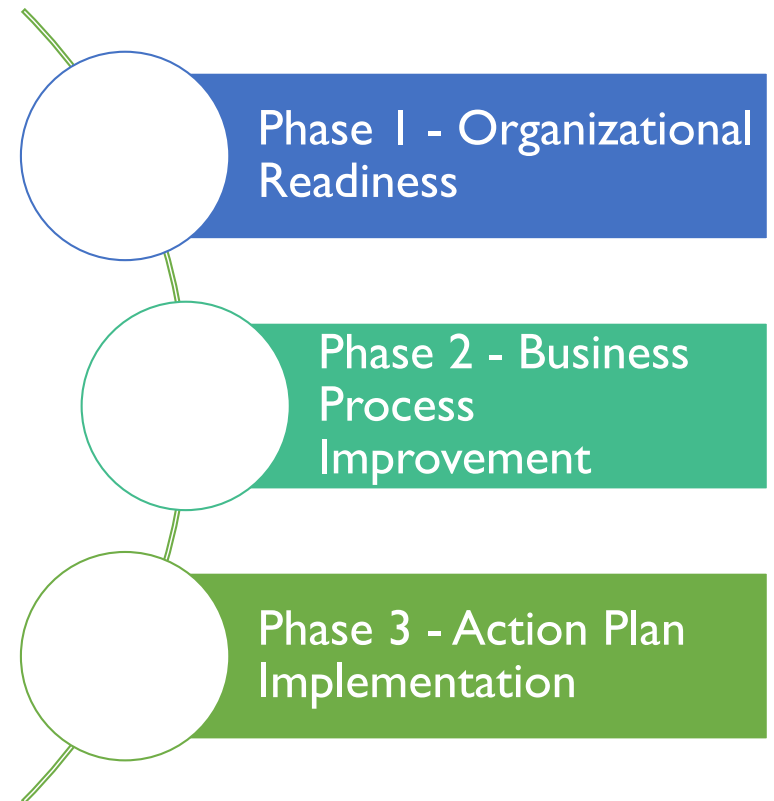 Phase 1 - Organizational
Readiness
Phase 2 - Business
Process
Improvement
Phase 3 - Action Plan
Implementation